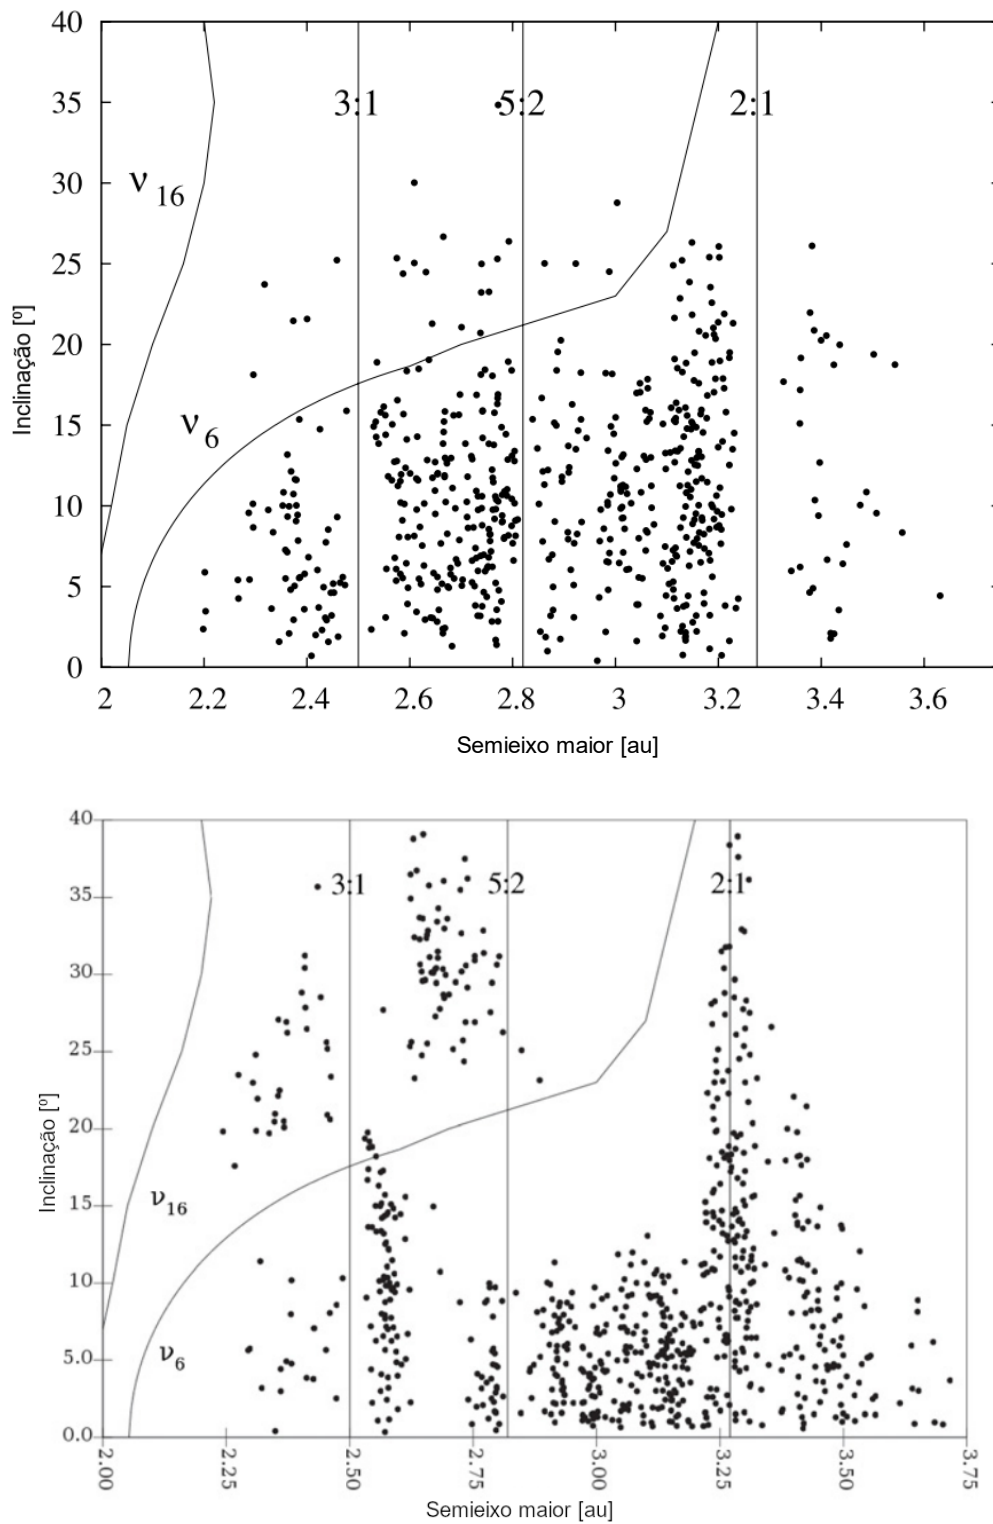 40
3:1
5:2
2:1
35
30
ν 16
25
20
ν 6
15
10
5
0
Inclinação [º]
2 2.2 2.4 2.6 2.8 3 3.2 3.4 3.6
Semieixo maior [au]
40
3:1
5:2
2:1
35
30
25
20
15
ν16
10
5.0
ν6
0.0
Inclinação [º]
2.00 2.25 2.50 2.75 3.00 3.25 3.50 3.75
Semieixo maior [au]